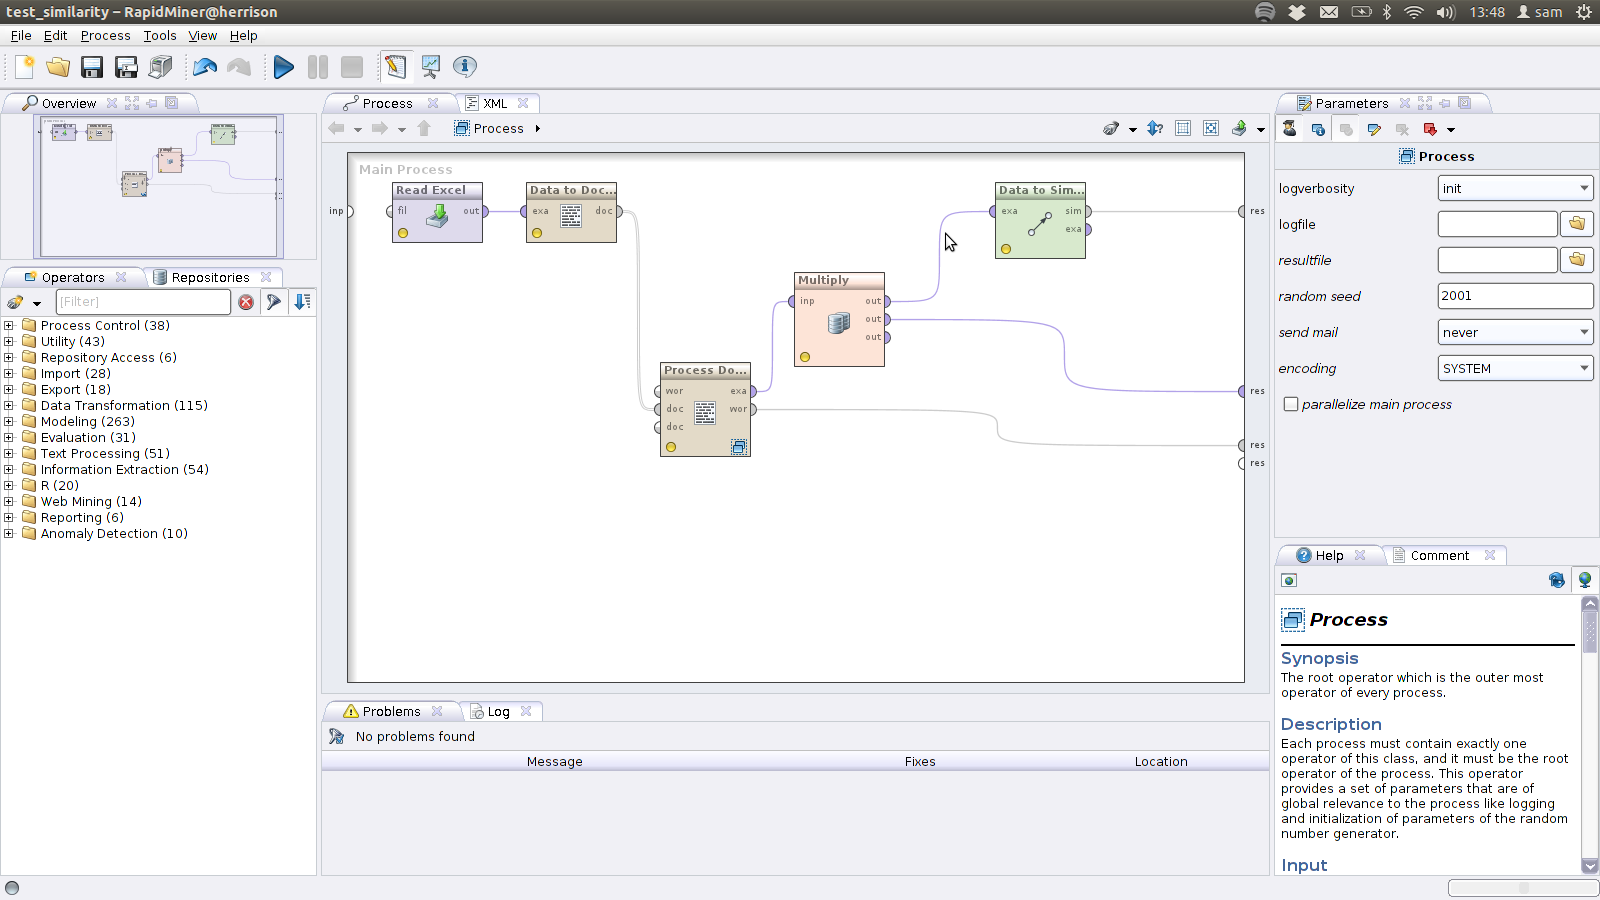 test_similarity – RapidMiner@herrison
13:48 sam
File Edit Process Tools View Help
Overview
Process XML
Parameters
Process
Process
Main Process
Read Excel
fil out
Data to Doc...
exa doc
Data to Sim...
exa sim
exa
inp
res
Multiply
inp out
out
out
Process Do...
wor exa
doc wor
doc
res
res
res
logverbosity init
logfile
resultfile
random seed 2001
send mail never
encoding SYSTEM
parallelize main process
Operators Repositories
[Filter]
Process Control (38)
Utility (43)
Repository Access (6)
Import (28)
Export (18)
Data Transformation (115)
Modeling (263)
Evaluation (31)
Text Processing (51)
Information Extraction (54)
R (20)
Web Mining (14)
Reporting (6)
Anomaly Detection (10)
Problems Log
No problems found
Message Fixes Location
Help Comment
Process
Synopsis
The root operator which is the outer most
operator of every process.
Description
Each process must contain exactly one
operator of this class, and it must be the root
operator of the process. This operator
provides a set of parameters that are of
global relevance to the process like logging
and initialization of parameters of the random
number generator.
Input